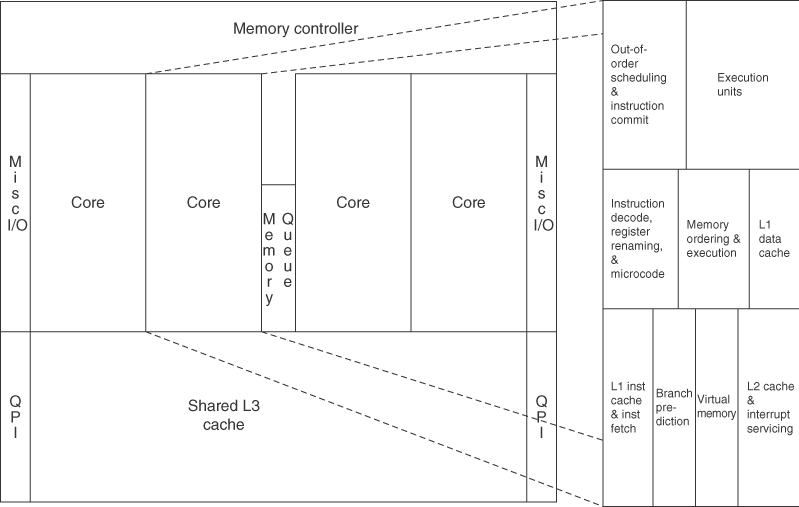 Memory controller
Misc I/O
Core
Core
Memory
Queue
Core
Core
Misc I/O
QPI
Shared L3
cache
QPI
Out-of-
order
scheduling
&
instruction
commit
Execution
units
Instruction
decode,
register
renaming,
&
microcode
Memory
ordering &
execution
L1
data
cache
L1 inst
cache
& inst
fetch
Branch
pre-
diction
Virtual
memory
L2 cache
&
interrupt
servicing